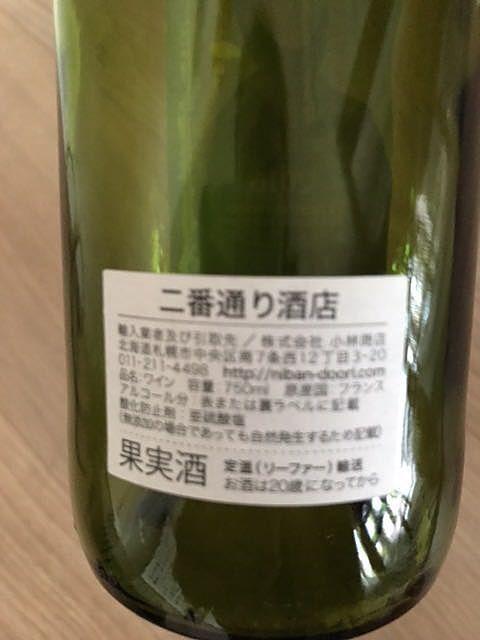 二番通り酒店
輸入業者及び引取先 / 株式会社 小林商店
北海道札幌市中央区南7条西12丁目3-20
011-211-4498 http://niban-doori.com
品名:ワイン 容量 750ml 原産国:フランス
アルコール分:表または裏ラベルに記載
酸化防止剤:亜硫酸塩
(無添加の場合であっても自然発生するため記載)
果実酒 定温(リーファー)輸送
お酒は20歳になってから